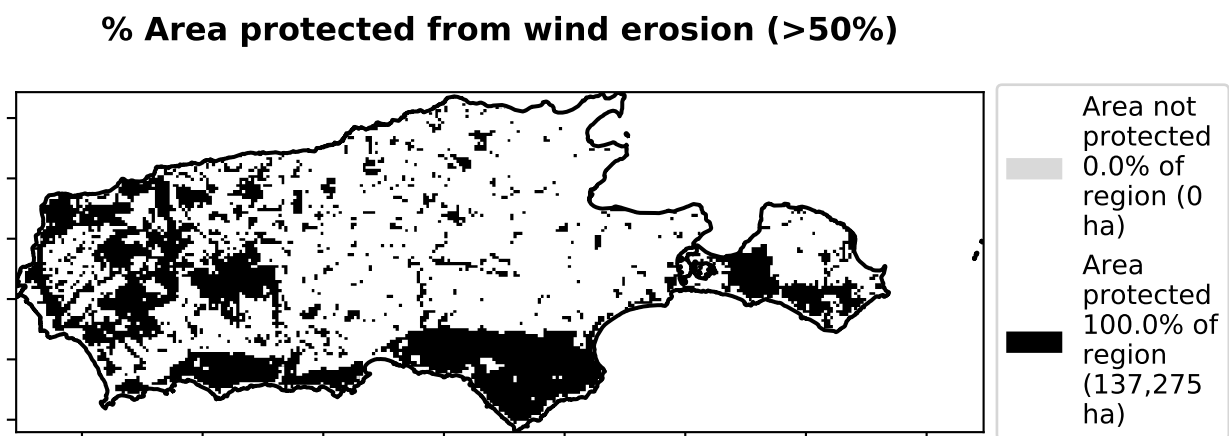 % Area protected from wind erosion (>50%)
Area not
protected
0.0% of
region (0
ha)
Area
protected
100.0% of
region
(137,275
ha)